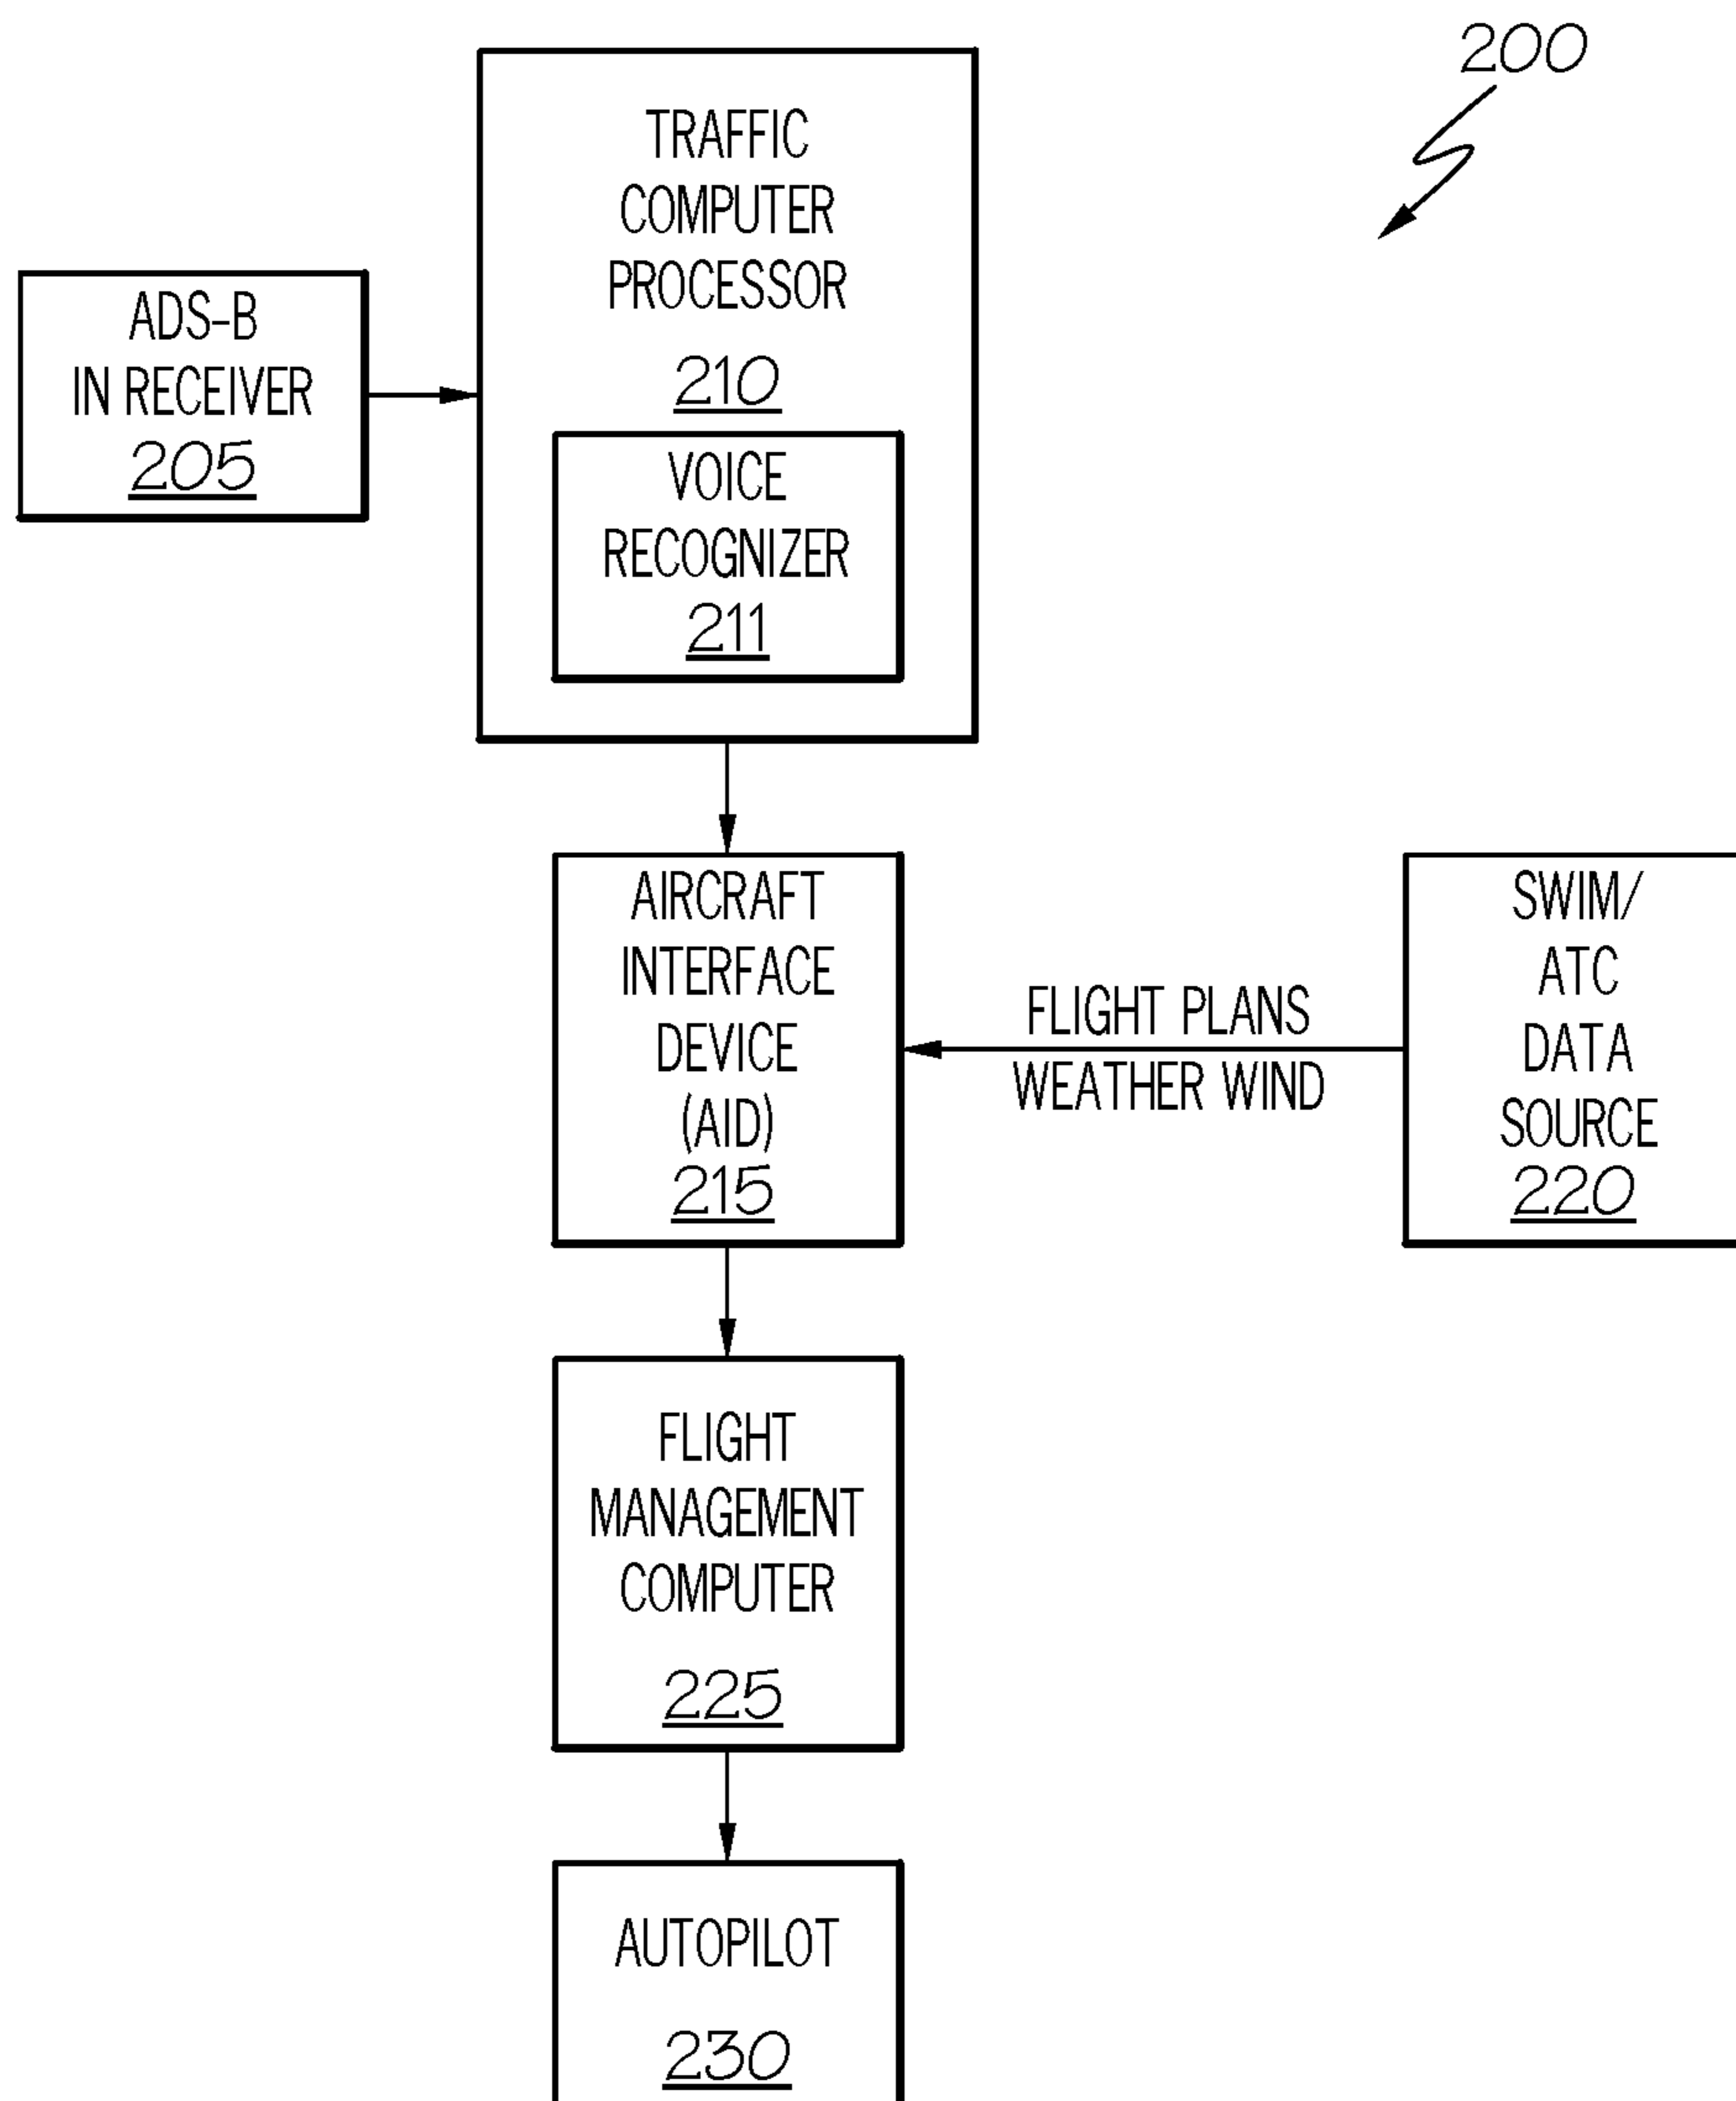 200
TRAFFIC
COMPUTER
PROCESSOR
210
ADS-B
IN RECEIVER
205
VOICE
RECOGNIZER
211
AIRCRAFT
INTERFACE
DEVICE
(AID)
215
FLIGHT PLANS
WEATHER WIND
SWIM/
ATC
DATA
SOURCE
220
FLIGHT
MANAGEMENT
COMPUTER
225
AUTOPILOT
230